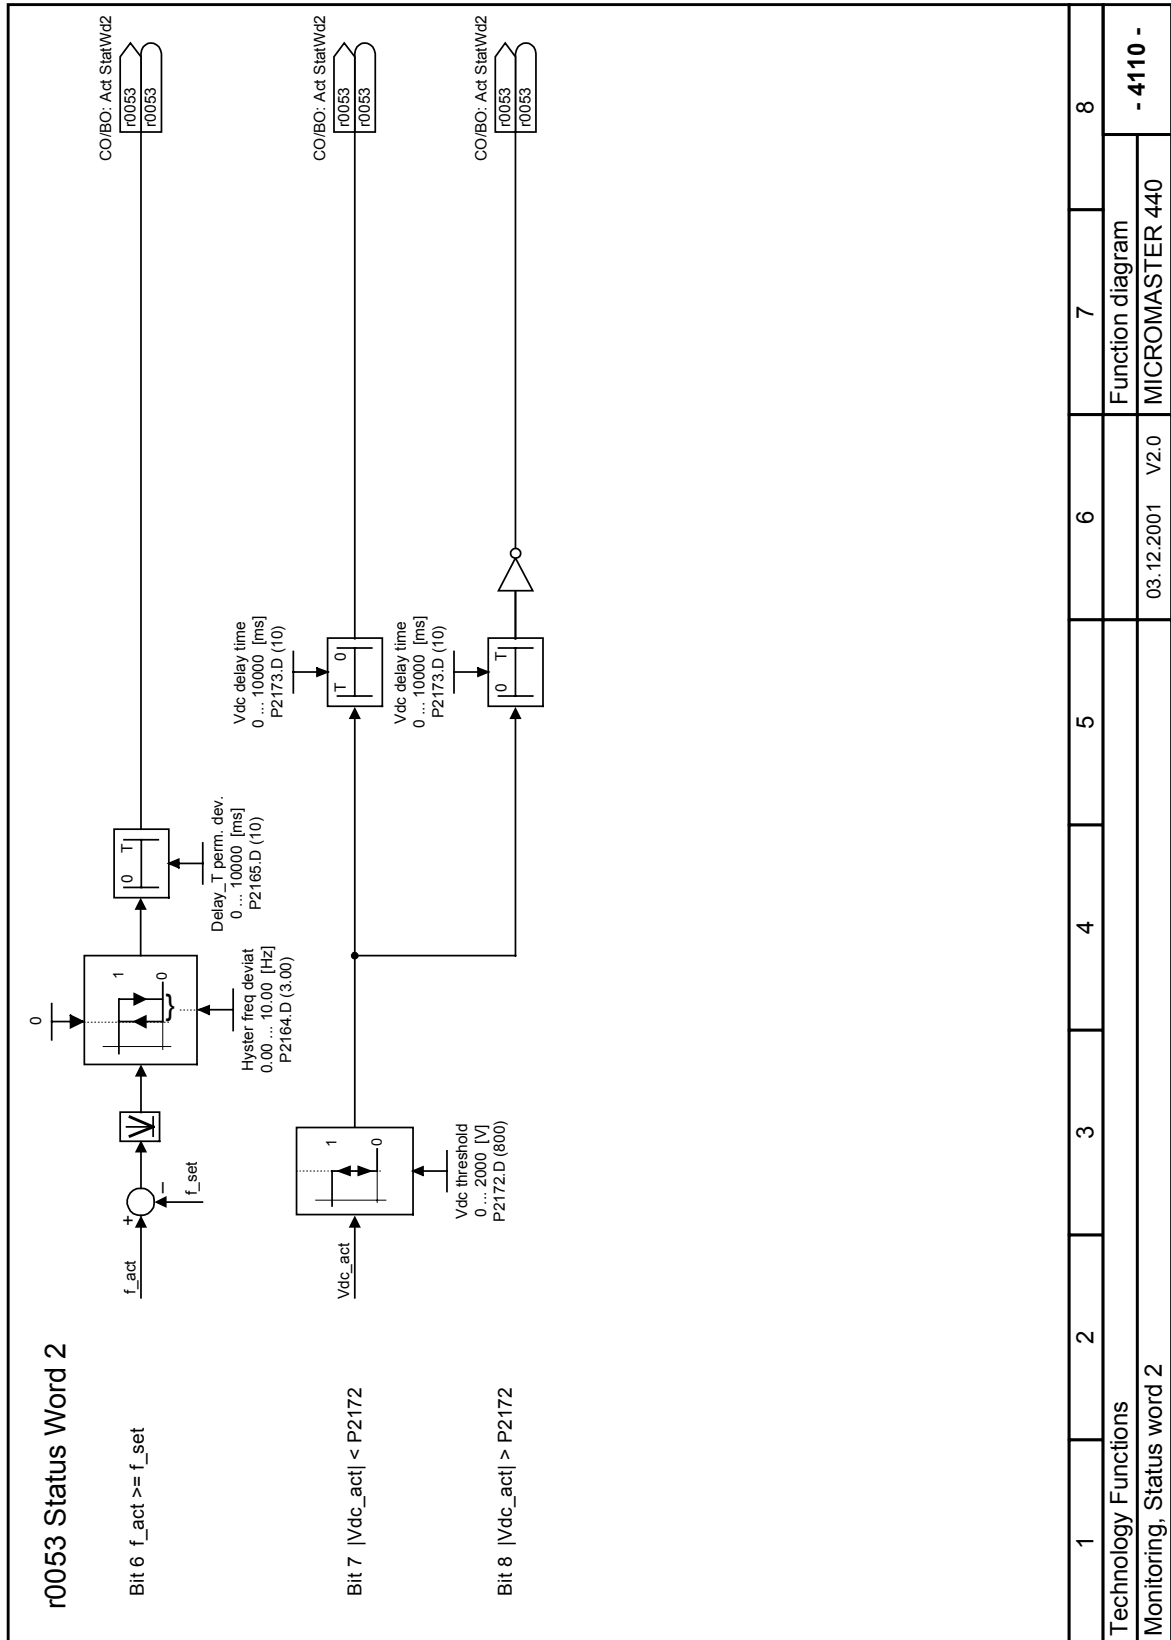 r0053 Status Word 2
Bit 6 f_act >= f_set
f_act
+
–
f_set
0
1
0
}
Hyster freq deviat
0.00 ... 10.00 [Hz]
P2164.D (3.00)
0 T
Delay_T perm. dev.
0 ... 10000 [ms]
P2165.D (10)
CO/BO: Act StatWd2
r0053
r0053
Bit 7 |Vdc_act| < P2172
Vdc_act
1
0
Vdc threshold
0 ... 2000 [V]
P2172.D (800)
Vdc delay time
0 ... 10000 [ms]
P2173.D (10)
T 0
CO/BO: Act StatWd2
r0053
r0053
Bit 8 |Vdc_act| > P2172
Vdc delay time
0 ... 10000 [ms]
P2173.D (10)
0 T
CO/BO: Act StatWd2
r0053
r0053
1 2 3 4 5 6 7 8
Technology Functions Function diagram
- 4110 -
Monitoring, Status word 2 03.12.2001 V2.0 MICROMASTER 440